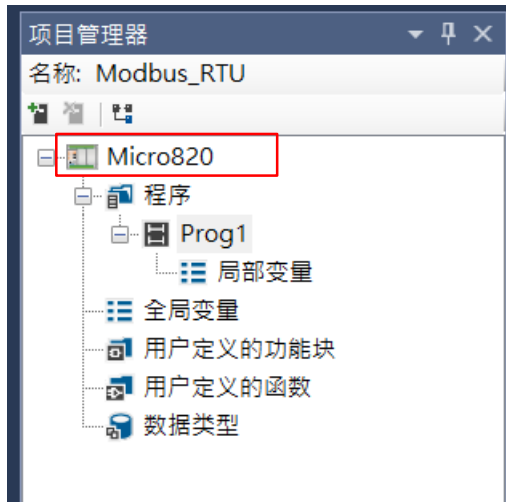 项目管理器
名称: Modbus_RTU
Micro820
程序
Prog1
局部变量
全局变量
用户定义的功能块
用户定义的函数
数据类型